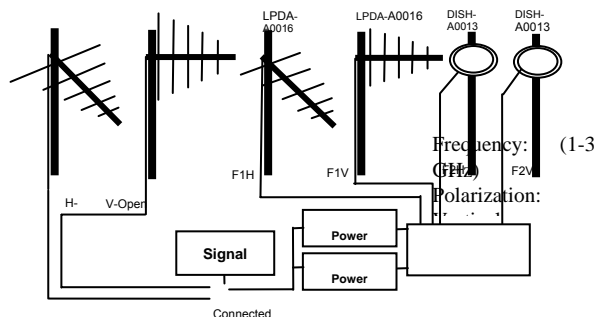 LPDA-
A0016
LPDA-A0016
DISH-
A0013
DISH-
A0013
Frequency: (1-3
GHz)
F1H
F1V
F2H
F2V
Polarization:
H-
V-Open
Signal
Power
Power
Connected